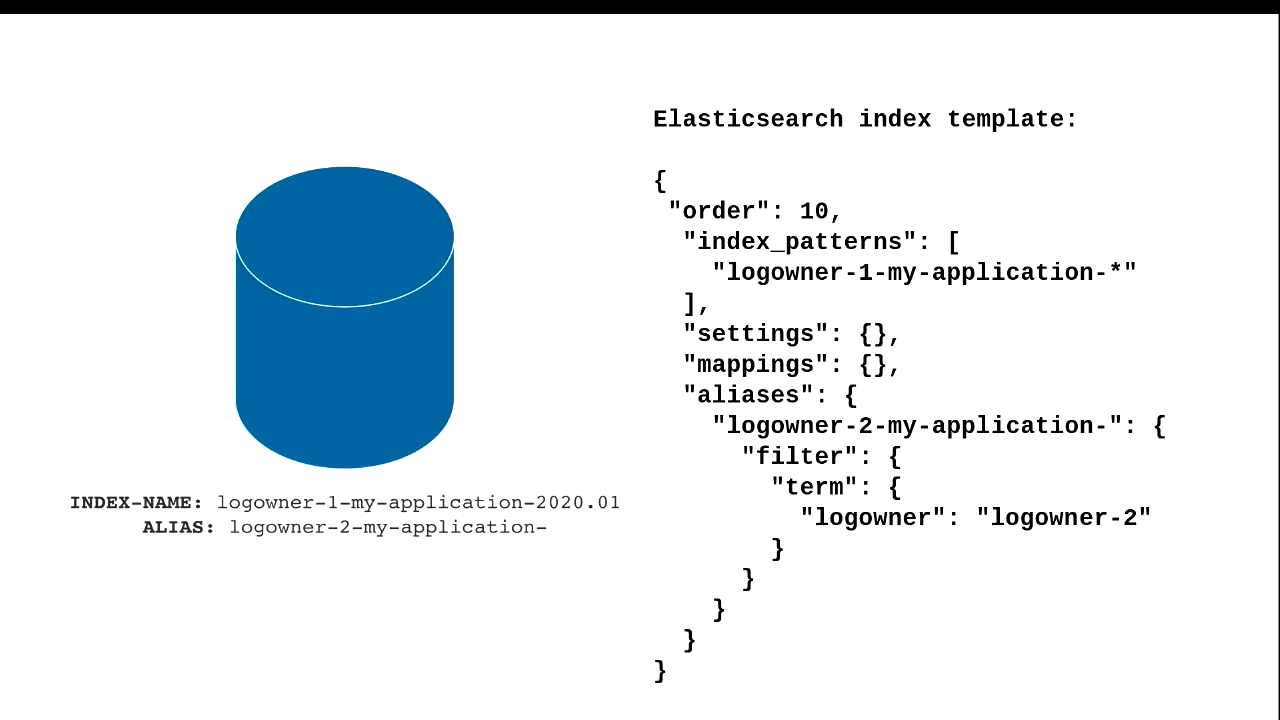 Elasticsearch index template:
{
"order": 10,
"index_patterns": [
"logowner-1-my-application-*"
],
"settings": {},
"mappings": {},
"aliases": {
"logowner-2-my-application-": {
"filter": {
"term": {
"logowner": "logowner-2"
}
}
}
}
}
INDEX-NAME: logowner-1-my-application-2020.01
ALIAS: logowner-2-my-application-